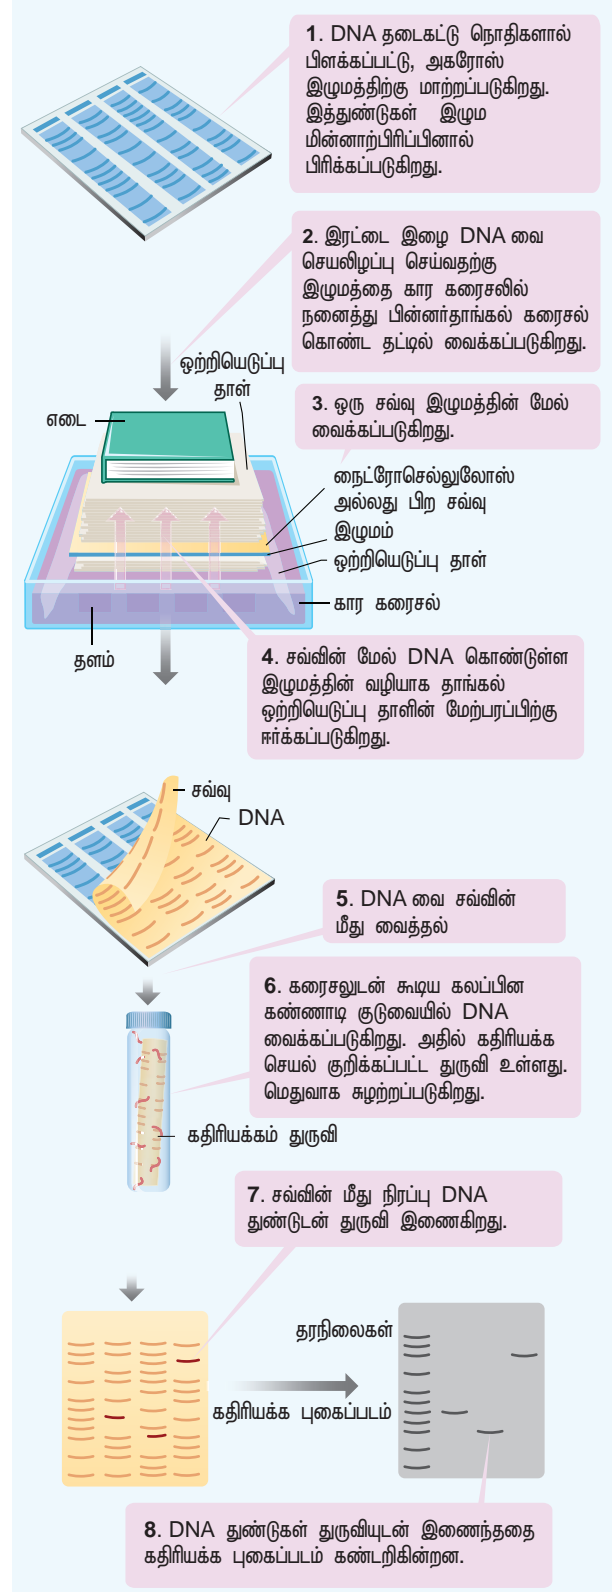 1. DNA தடைகட்டு நொதிகளால்
பிளக்கப்பட்டு, அகரோஸ்
இழுமத்திற்கு மாற்றப்படுகிறது.
இத்துண்டுகள் இழும
மின்னாற்பிரிப்பினால்
பிரிக்கப்படுகிறது.
2. இரட்டை இழை DNA வை
செயலிழப்பு செய்வதற்கு
இழுமத்தை கார கரைசலில்
நனைத்து பின்னர்தாங்கல் கரைசல்
கொண்ட தட்டில் வைக்கப்படுகிறது.
ஒற்றியெடுப்பு
தாள்
எடை
3. ஒரு சவ்வு இழுமத்தின் மேல்
வைக்கப்படுகிறது.
நைட்ரோசெல்லுலோஸ்
அல்லது பிற சவ்வு
இழுமம்
ஒற்றியெடுப்பு தாள்
கார கரைசல்
தளம்
4. சவ்வின் மேல் DNA கொண்டுள்ள
இழுமத்தின் வழியாக தாங்கல்
ஒற்றியெடுப்பு தாளின் மேற்பரப்பிற்கு
ஈர்க்கப்படுகிறது.
சவ்வு
DNA
5. DNA வை சவ்வின்
மீது வைத்தல்
6. கரைசலுடன் கூடிய கலப்பின
கண்ணாடி குடுவையில் DNA
வைக்கப்படுகிறது. அதில் கதிரியக்க
செயல் குறிக்கப்பட்ட துருவி உள்ளது.
மெதுவாக சுழற்றப்படுகிறது.
கதிரியக்கம் துருவி
7. சவ்வின் மீது நிரப்பு DNA
துண்டுடன் துருவி இணைகிறது.
தரநிலைகள்
கதிரியக்க புகைப்படம்
8. DNA துண்டுகள் துருவியுடன் இணைந்ததை
கதிரியக்க புகைப்படம் கண்டறிகின்றன.